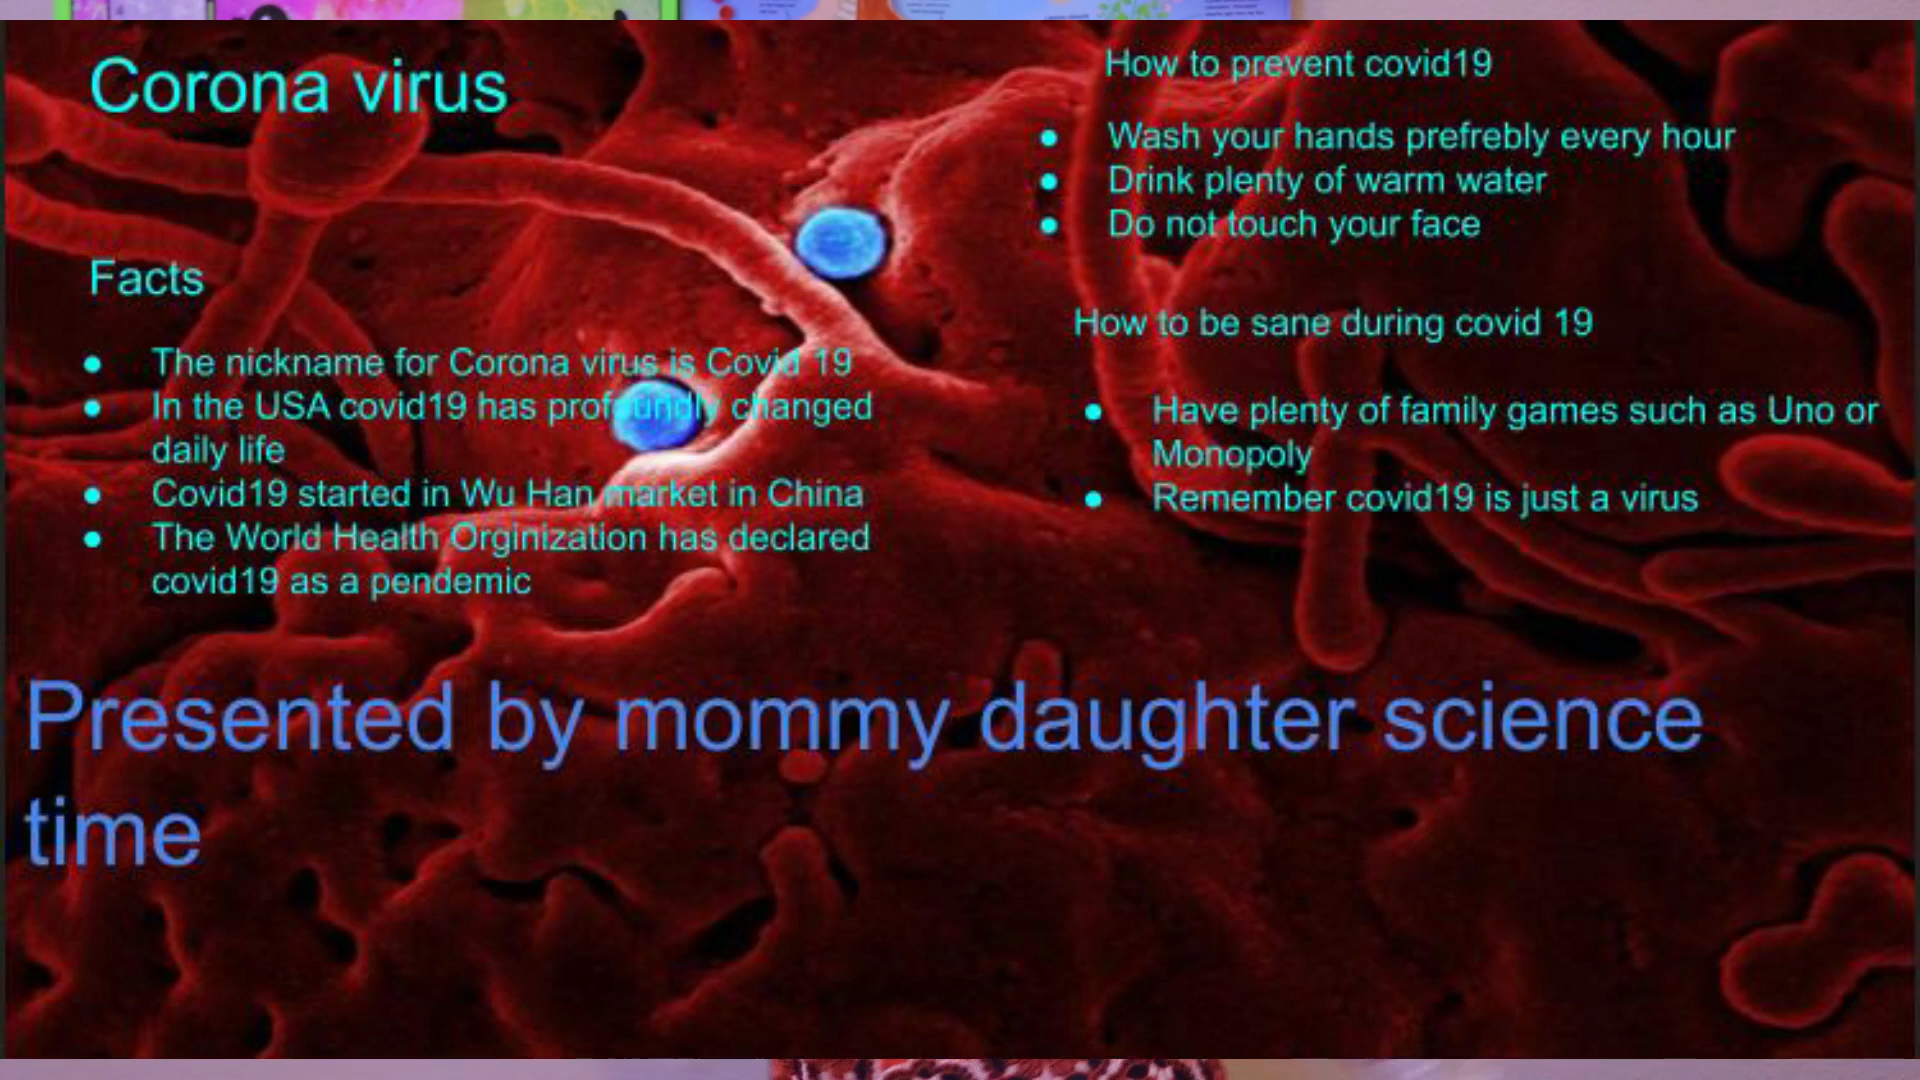 Corona virus
Facts
The nickname for Corona virus is Covid 19
In the USA covid19 has profoundly changed
daily life
Covid19 started in Wu Han market in China
The World Health Orginization has declared
covid19 as a pendemic
How to prevent covid19
Wash your hands prefrebly every hour
Drink plenty of warm water
Do not touch your face
How to be sane during covid 19
Have plenty of family games such as Uno or
Monopoly
Remember covid19 is just a virus
Presented by mommy daughter science
time